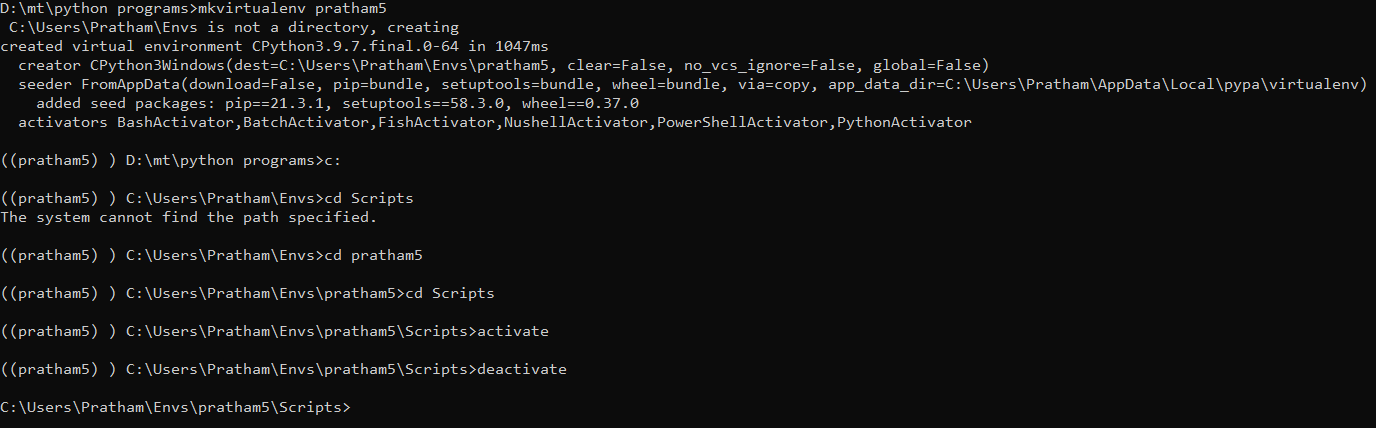 D:\mt\python programs>mkvirtualenv pratham5
 C:\Users\Pratham\Envs is not a directory, creating
created virtual environment CPython3.9.7.final.0-64 in 1047ms
  creator CPython3Windows(dest=C:\Users\Pratham\Envs\pratham5, clear=False, no_vcs_ignore=False, global=False)
  seeder FromAppData(download=False, pip=bundle, setuptools=bundle, wheel=bundle, via=copy, app_data_dir=C:\Users\Pratham\AppData\Local\pypa\virtualenv)
    added seed packages: pip==21.3.1, setuptools==58.3.0, wheel==0.37.0
  activators BashActivator,BatchActivator,FishActivator,NushellActivator,PowerShellActivator,PythonActivator
((pratham5) ) D:\mt\python programs>c:
((pratham5) ) C:\Users\Pratham\Envs>cd Scripts
The system cannot find the path specified.
((pratham5) ) C:\Users\Pratham\Envs>cd pratham5
((pratham5) ) C:\Users\Pratham\Envs\pratham5>cd Scripts
((pratham5) ) C:\Users\Pratham\Envs\pratham5\Scripts>activate
((pratham5) ) C:\Users\Pratham\Envs\pratham5\Scripts>deactivate
C:\Users\Pratham\Envs\pratham5\Scripts>